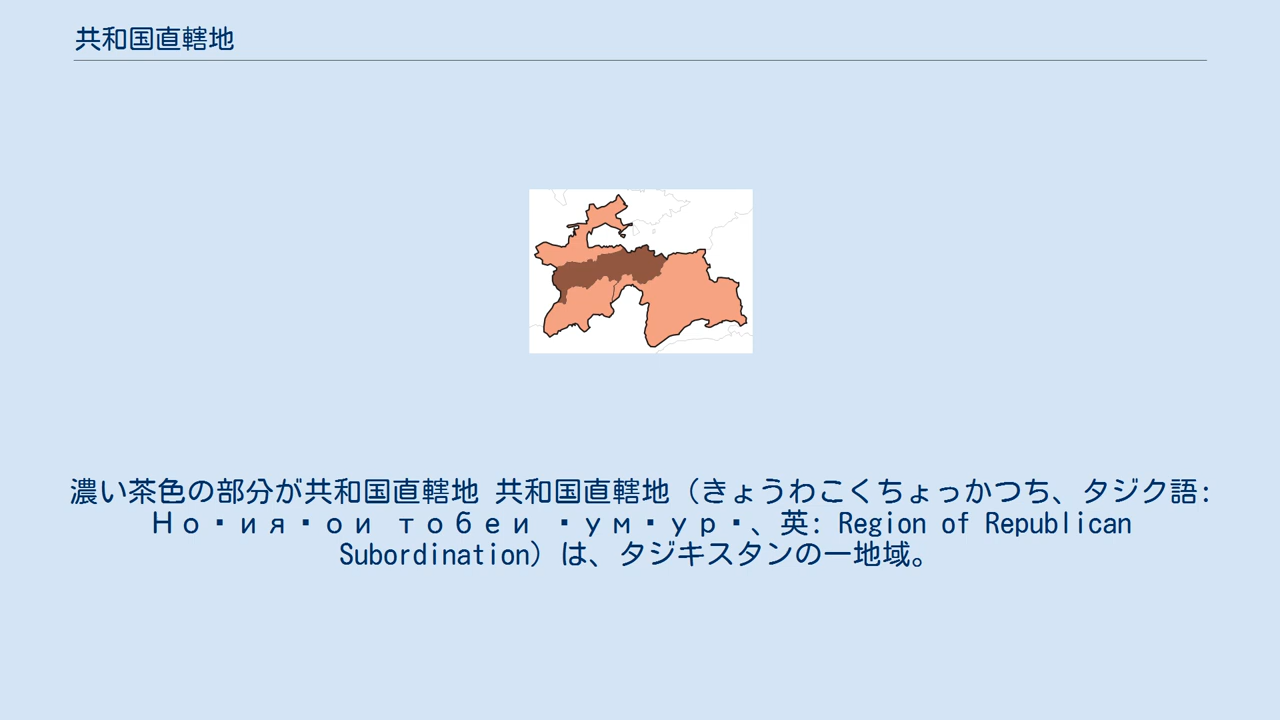 共和国直轄地
濃い茶色の部分が共和国直轄地 共和国直轄地（きょうわこくちょっかつち、タジク語:
Но▪ия▪ои тобеи ▪ум▪ур▪、英: Region of Republican
Subordination）は、タジキスタンの一地域。